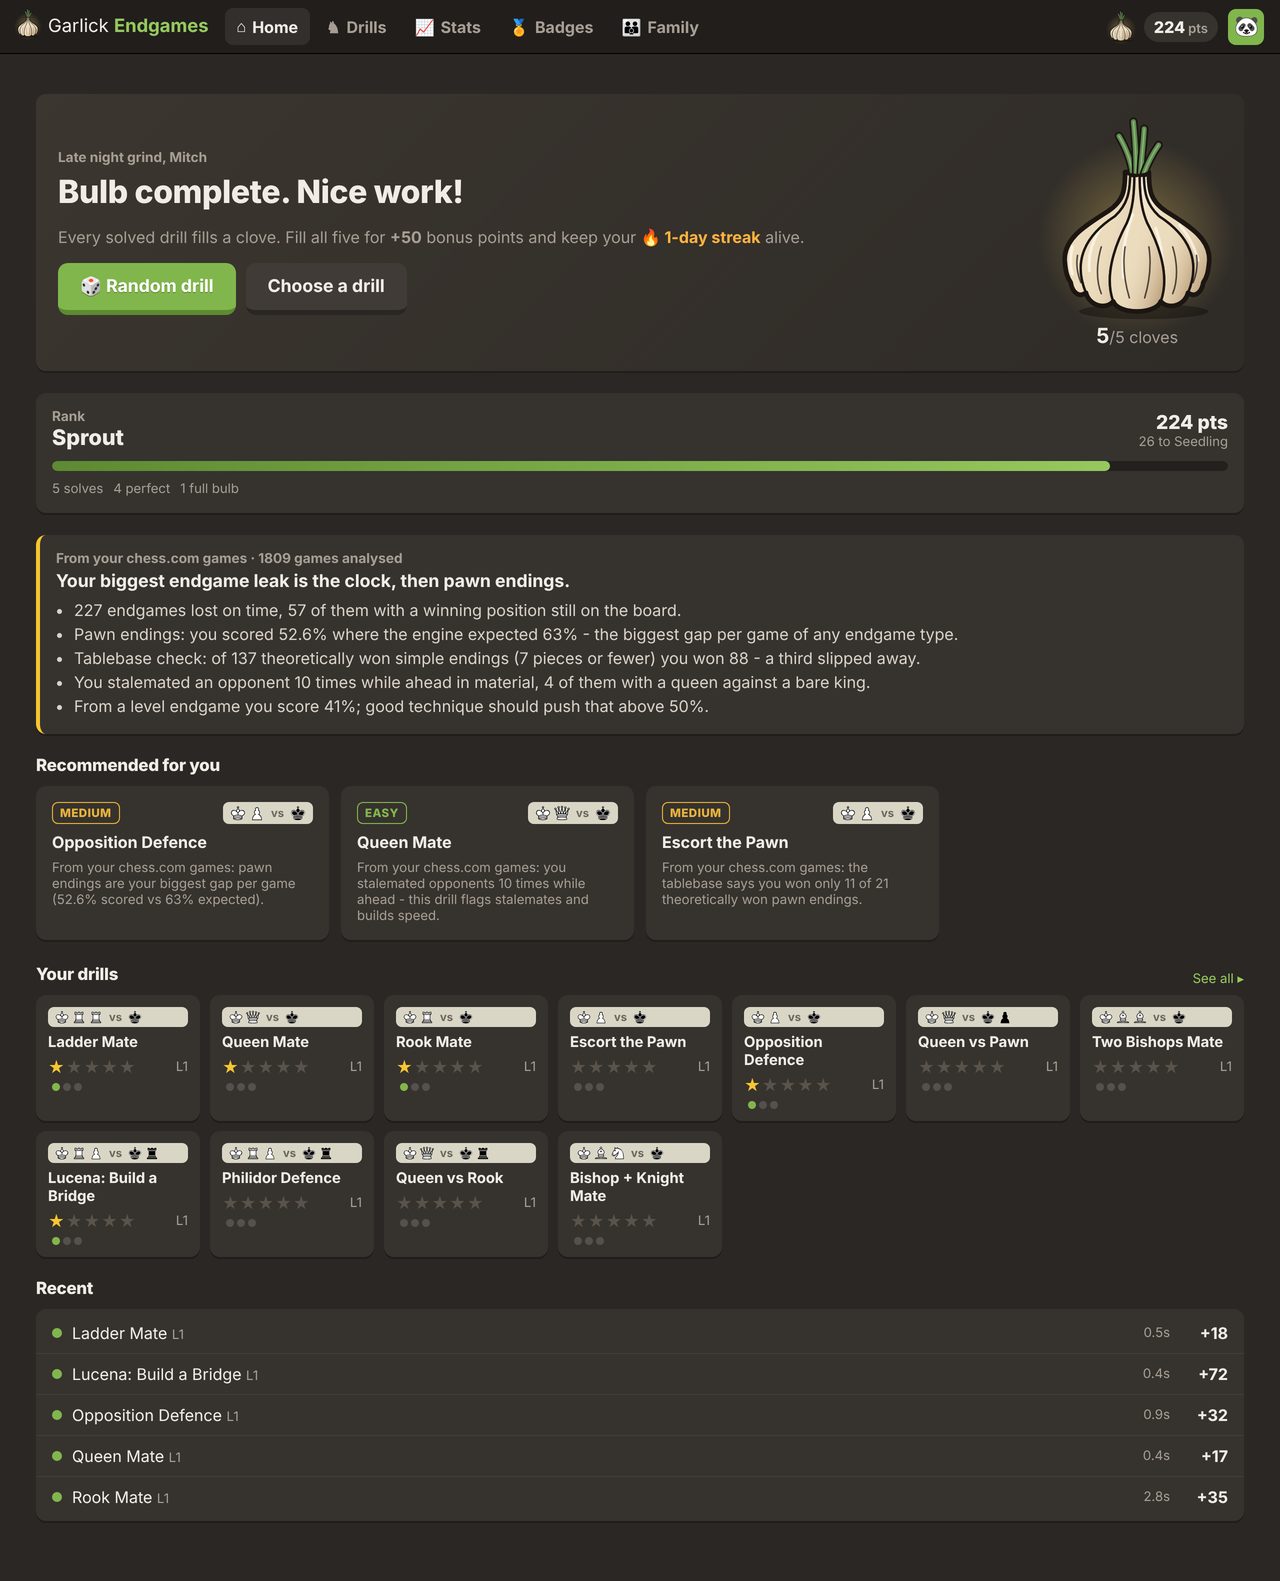 Garlick Endgames
Home
Drills
Stats
Badges
Family
224 pts
Late night grind, Mitch
Bulb complete. Nice work!
Every solved drill fills a clove. Fill all five for +50 bonus points and keep your 🔥 1-day streak alive.
Random drill
Choose a drill
5/5 cloves
Rank
Sprout
224 pts
26 to Seedling
5 solves 4 perfect 1 full bulb
From your chess.com games · 1809 games analysed
Your biggest endgame leak is the clock, then pawn endings.
• 227 endgames lost on time, 57 of them with a winning position still on the board.
• Pawn endings: you scored 52.6% where the engine expected 63% - the biggest gap per game of any endgame type.
• Tablebase check: of 137 theoretically won simple endings (7 pieces or fewer) you won 88 - a third slipped away.
• You stalemated an opponent 10 times while ahead in material, 4 of them with a queen against a bare king.
• From a level endgame you score 41%; good technique should push that above 50%.
Recommended for you
MEDIUM
♔♙ vs ♚
Opposition Defence
From your chess.com games: pawn
endings are your biggest gap per game
(52.6% scored vs 63% expected).
EASY
♔♕ vs ♚
Queen Mate
From your chess.com games: you
stalemated opponents 10 times while
ahead - this drill flags stalemates and
builds speed.
MEDIUM
♔♙ vs ♚
Escort the Pawn
From your chess.com games: the
tablebase says you won only 11 of 21
theoretically won pawn endings.
Your drills
See all ▸
♔♖♖ vs ♚
Ladder Mate
★★★★★ L1
♔♕ vs ♚
Queen Mate
★★★★★ L1
♔♖ vs ♚
Rook Mate
★★★★★ L1
♔♙ vs ♚
Escort the Pawn
★★★★★ L1
♔♙ vs ♚
Opposition
Defence
★★★★★ L1
♔♕ vs ♚♟
Queen vs Pawn
★★★★★ L1
♔♗♗ vs ♚
Two Bishops Mate
★★★★★ L1
♔♖♙ vs ♚♜
Lucena: Build a
Bridge
★★★★★ L1
♔♖♙ vs ♚♜
Philidor Defence
★★★★★ L1
♔♕ vs ♚♜
Queen vs Rook
★★★★★ L1
♔♗♘ vs ♚
Bishop + Knight
Mate
★★★★★ L1
Recent
Ladder Mate L1 0.5s +18
Lucena: Build a Bridge L1 0.4s +72
Opposition Defence L1 0.9s +32
Queen Mate L1 0.4s +17
Rook Mate L1 2.8s +35